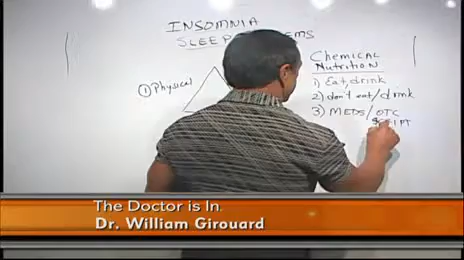 INSOMNIA
SLEEP
Chemical
Nutrition
① Physical
1) Eat, drink
2) don't eat/drink
3) MEDS/OTC
The Doctor is In.
Dr. William Girouard